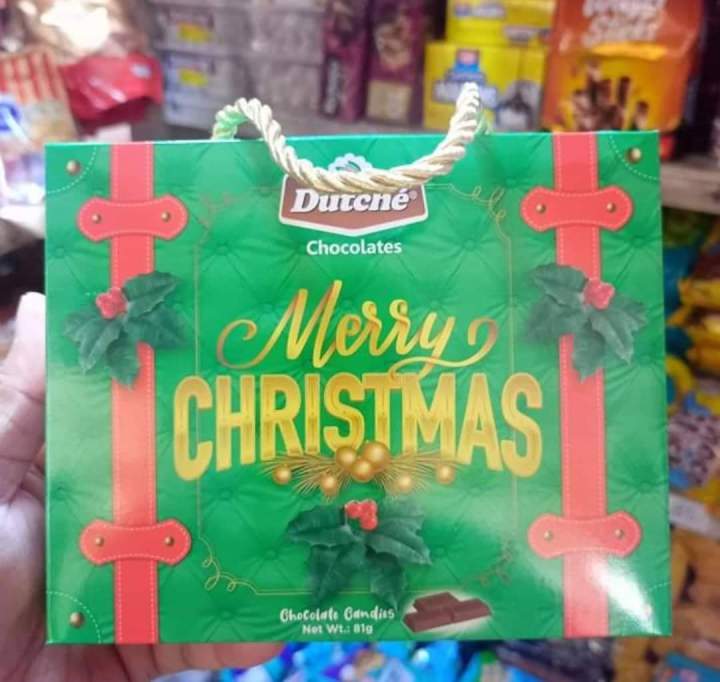 Dutché®
Chocolates
Merry
CHRISTMAS
Chocolate Candies
Net Wt.: 81g